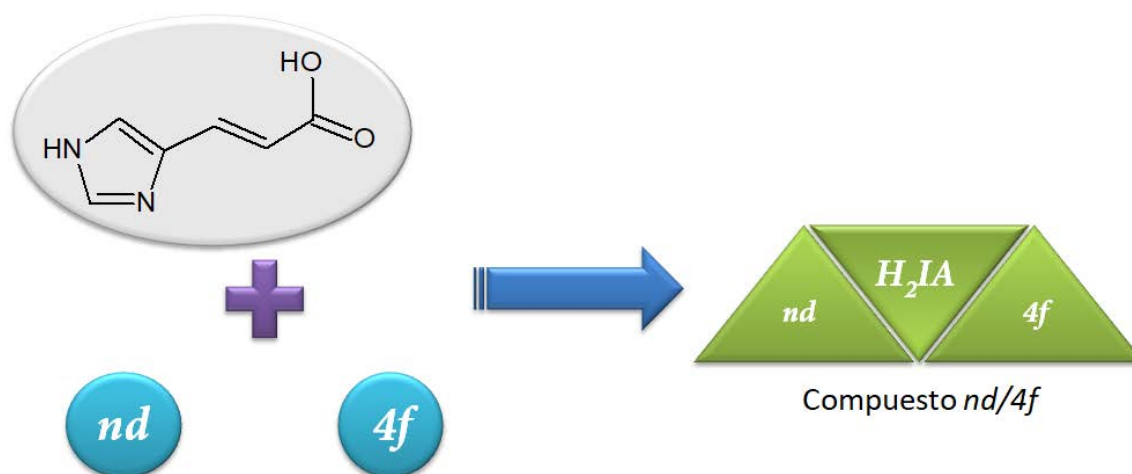 HO
O
HN
N
nd
4f
H₂IA
nd
4f
Compuesto nd/4f